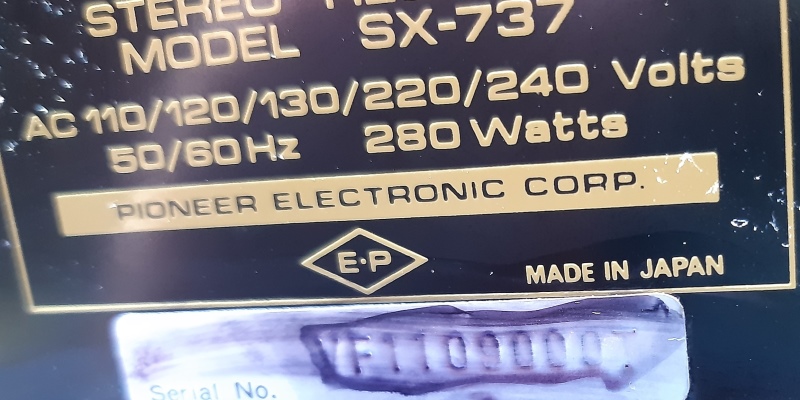 STEREO
MODEL SX-737
AC 110/120/130/220/240 Volts
50/60Hz 280 Watts
PIONEER ELECTRONIC CORP.
E·P
MADE IN JAPAN
Serial No.